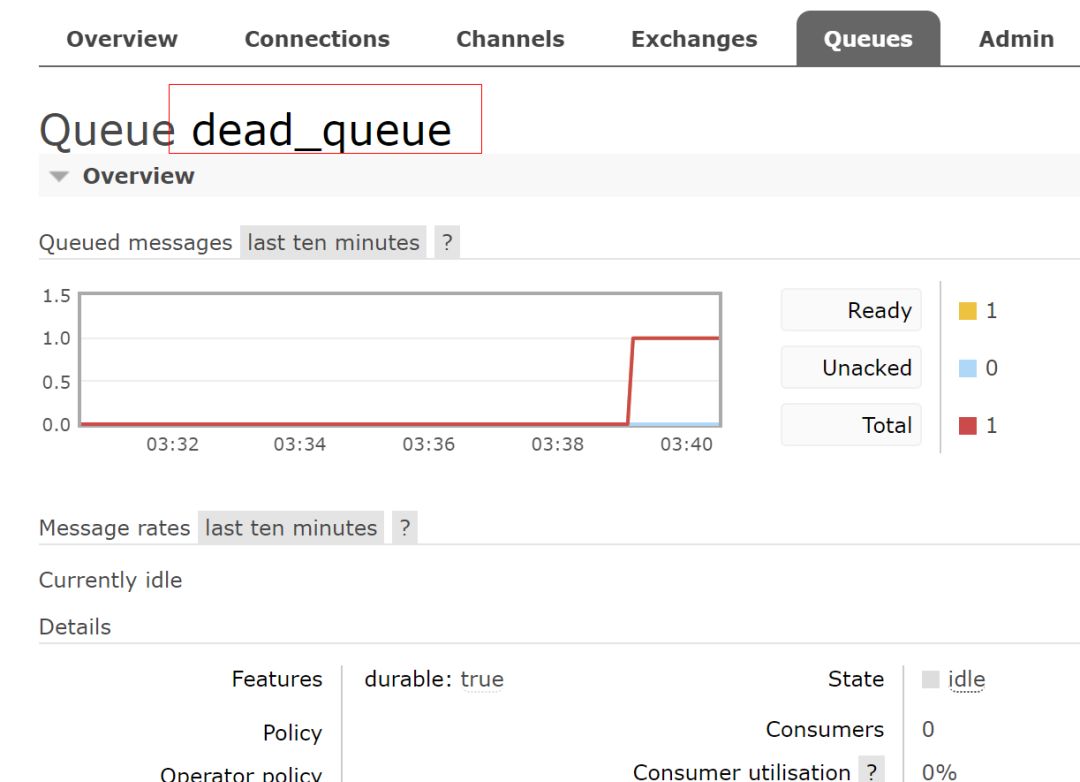 Overview Connections Channels Exchanges Queues Admin
Queue dead_queue
Overview
Queued messages last ten minutes ?
1.5
1.0
0.5
0.0
03:32 03:34 03:36 03:38 03:40
Ready 1
Unacked 0
Total 1
Message rates last ten minutes ?
Currently idle
Details
Features durable: true State idle
Policy Consumers 0
Operator policy Consumer utilisation ? 0%